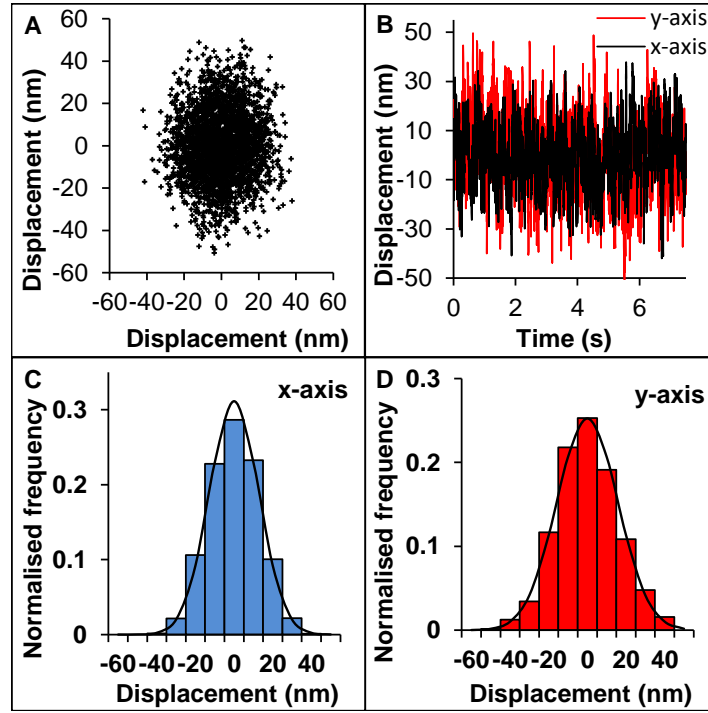 A
Displacement (nm)
60
40
20
0
-20
-40
-60
-60 -40 -20 0 20 40 60
Displacement (nm)
B
y-axis
x-axis
Displacement (nm)
50
30
10
-10
-30
-50
0 2 4 6
Time (s)
C
x-axis
Normalised frequency
0.3
0.2
0.1
0
-60 -40 -20 0 20 40
Displacement (nm)
D
y-axis
Normalised frequency
0.3
0.2
0.1
0
-60 -40 -20 0 20 40
Displacement (nm)